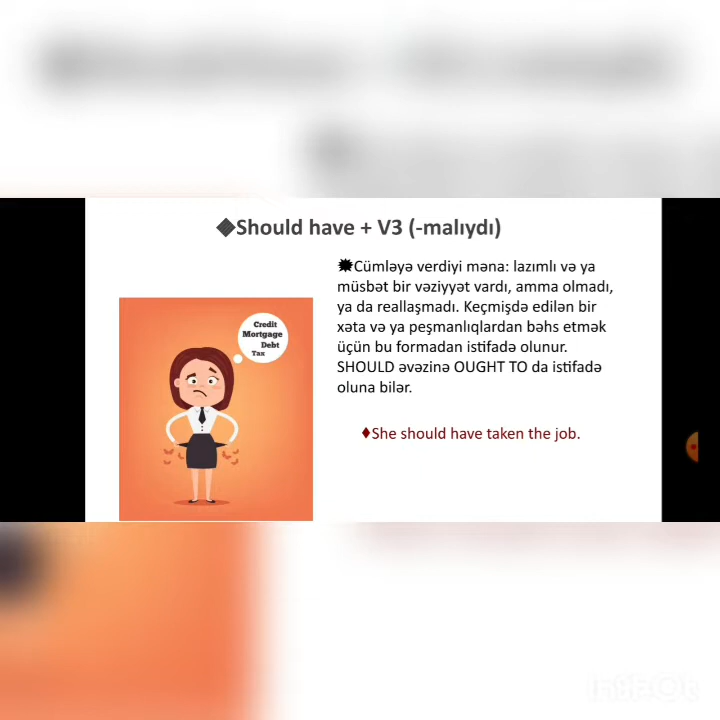 ◆Should have + V3 (-malıydı)
✹Cümləyə verdiyi məna: lazımlı və ya
müsbət bir vəziyyət vardı, amma olmadı,
ya da reallaşmadı. Keçmişdə edilən bir
xəta və ya peşmanlıqlardan bəhs etmək
üçün bu formadan istifadə olunur.
SHOULD əvəzinə OUGHT TO da istifadə
oluna bilər.
Credit
Mortgage
Debt
Tax
♦She should have taken the job.